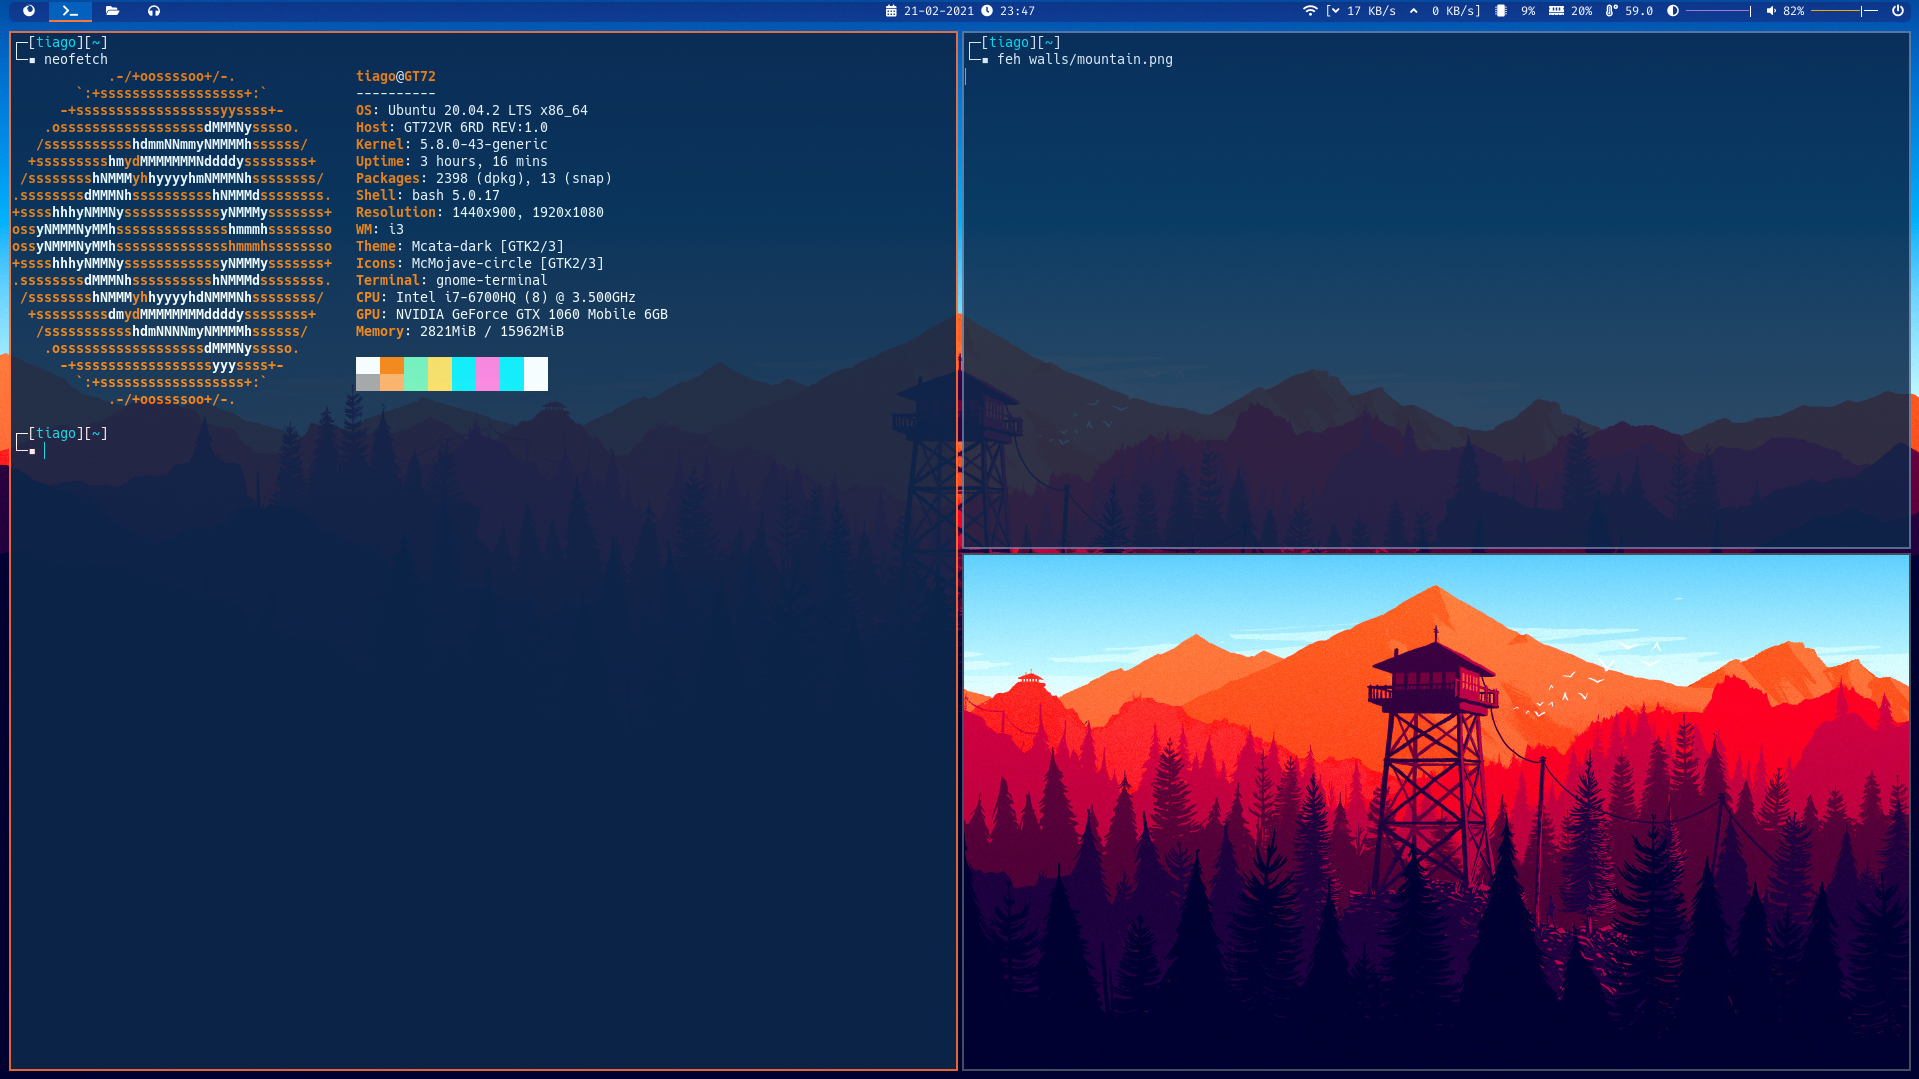 21-02-2021 23:47
[ 17 KB/s 0 KB/s] 9% 20% 59.0 82%
[tiago][~]
neofetch
.-/+oossssoo+/-.
`:+ssssssssssssssssss+:`
-+ssssssssssssssssssyyssss+-
.ossssssssssssssssssdMMMNysssso.
/ssssssssssshdmmNNmmyNMMMMhssssss/
+ssssssssshmydMMMMMMMNddddyssssssss+
/sssssssshNMMMyhhyyyyhmNMMMNhssssssss/
.ssssssssdMMMNhsssssssssshNMMMdssssssss.
+sssshhhyNMMNyssssssssssssyNMMMysssssss+
ossyNMMMNyMMhsssssssssssssshmmmhssssssso
ossyNMMMNyMMhsssssssssssssshmmmhssssssso
+sssshhhyNMMNyssssssssssssyNMMMysssssss+
.ssssssssdMMMNhsssssssssshNMMMdssssssss.
/sssssssshNMMMyhhyyyyhdNMMMNhssssssss/
+sssssssssdmydMMMMMMMMddddyssssssss+
/ssssssssssshdmNNNNmyNMMMMhssssss/
.ossssssssssssssssssdMMMNysssso.
-+sssssssssssssssssyyyssss+-
`:+ssssssssssssssssss+:`
.-/+oossssoo+/-.
tiago@GT72
----------
OS: Ubuntu 20.04.2 LTS x86_64
Host: GT72VR 6RD REV:1.0
Kernel: 5.8.0-43-generic
Uptime: 3 hours, 16 mins
Packages: 2398 (dpkg), 13 (snap)
Shell: bash 5.0.17
Resolution: 1440x900, 1920x1080
WM: i3
Theme: Mcata-dark [GTK2/3]
Icons: McMojave-circle [GTK2/3]
Terminal: gnome-terminal
CPU: Intel i7-6700HQ (8) @ 3.500GHz
GPU: NVIDIA GeForce GTX 1060 Mobile 6GB
Memory: 2821MiB / 15962MiB
[tiago][~]
[tiago][~]
feh walls/mountain.png